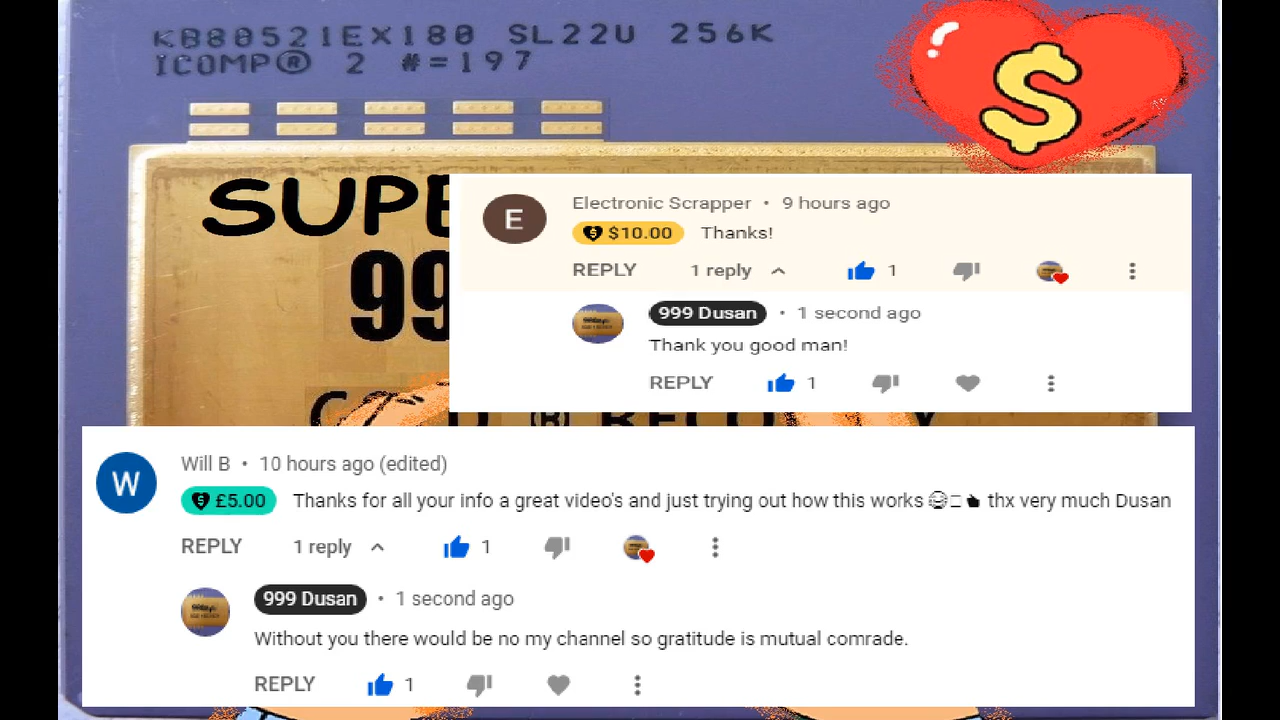 KB80521EX180 SL22U 256K
ICOMP® 2 #=197
$
SUPE
99
E
Electronic Scrapper • 9 hours ago
$10.00 Thanks!
REPLY 1 reply 1
999 Dusan • 1 second ago
Thank you good man!
REPLY 1
W
Will B • 10 hours ago (edited)
£5.00 Thanks for all your info a great video's and just trying out how this works thx very much Dusan
REPLY 1 reply 1
999 Dusan • 1 second ago
Without you there would be no my channel so gratitude is mutual comrade.
REPLY 1